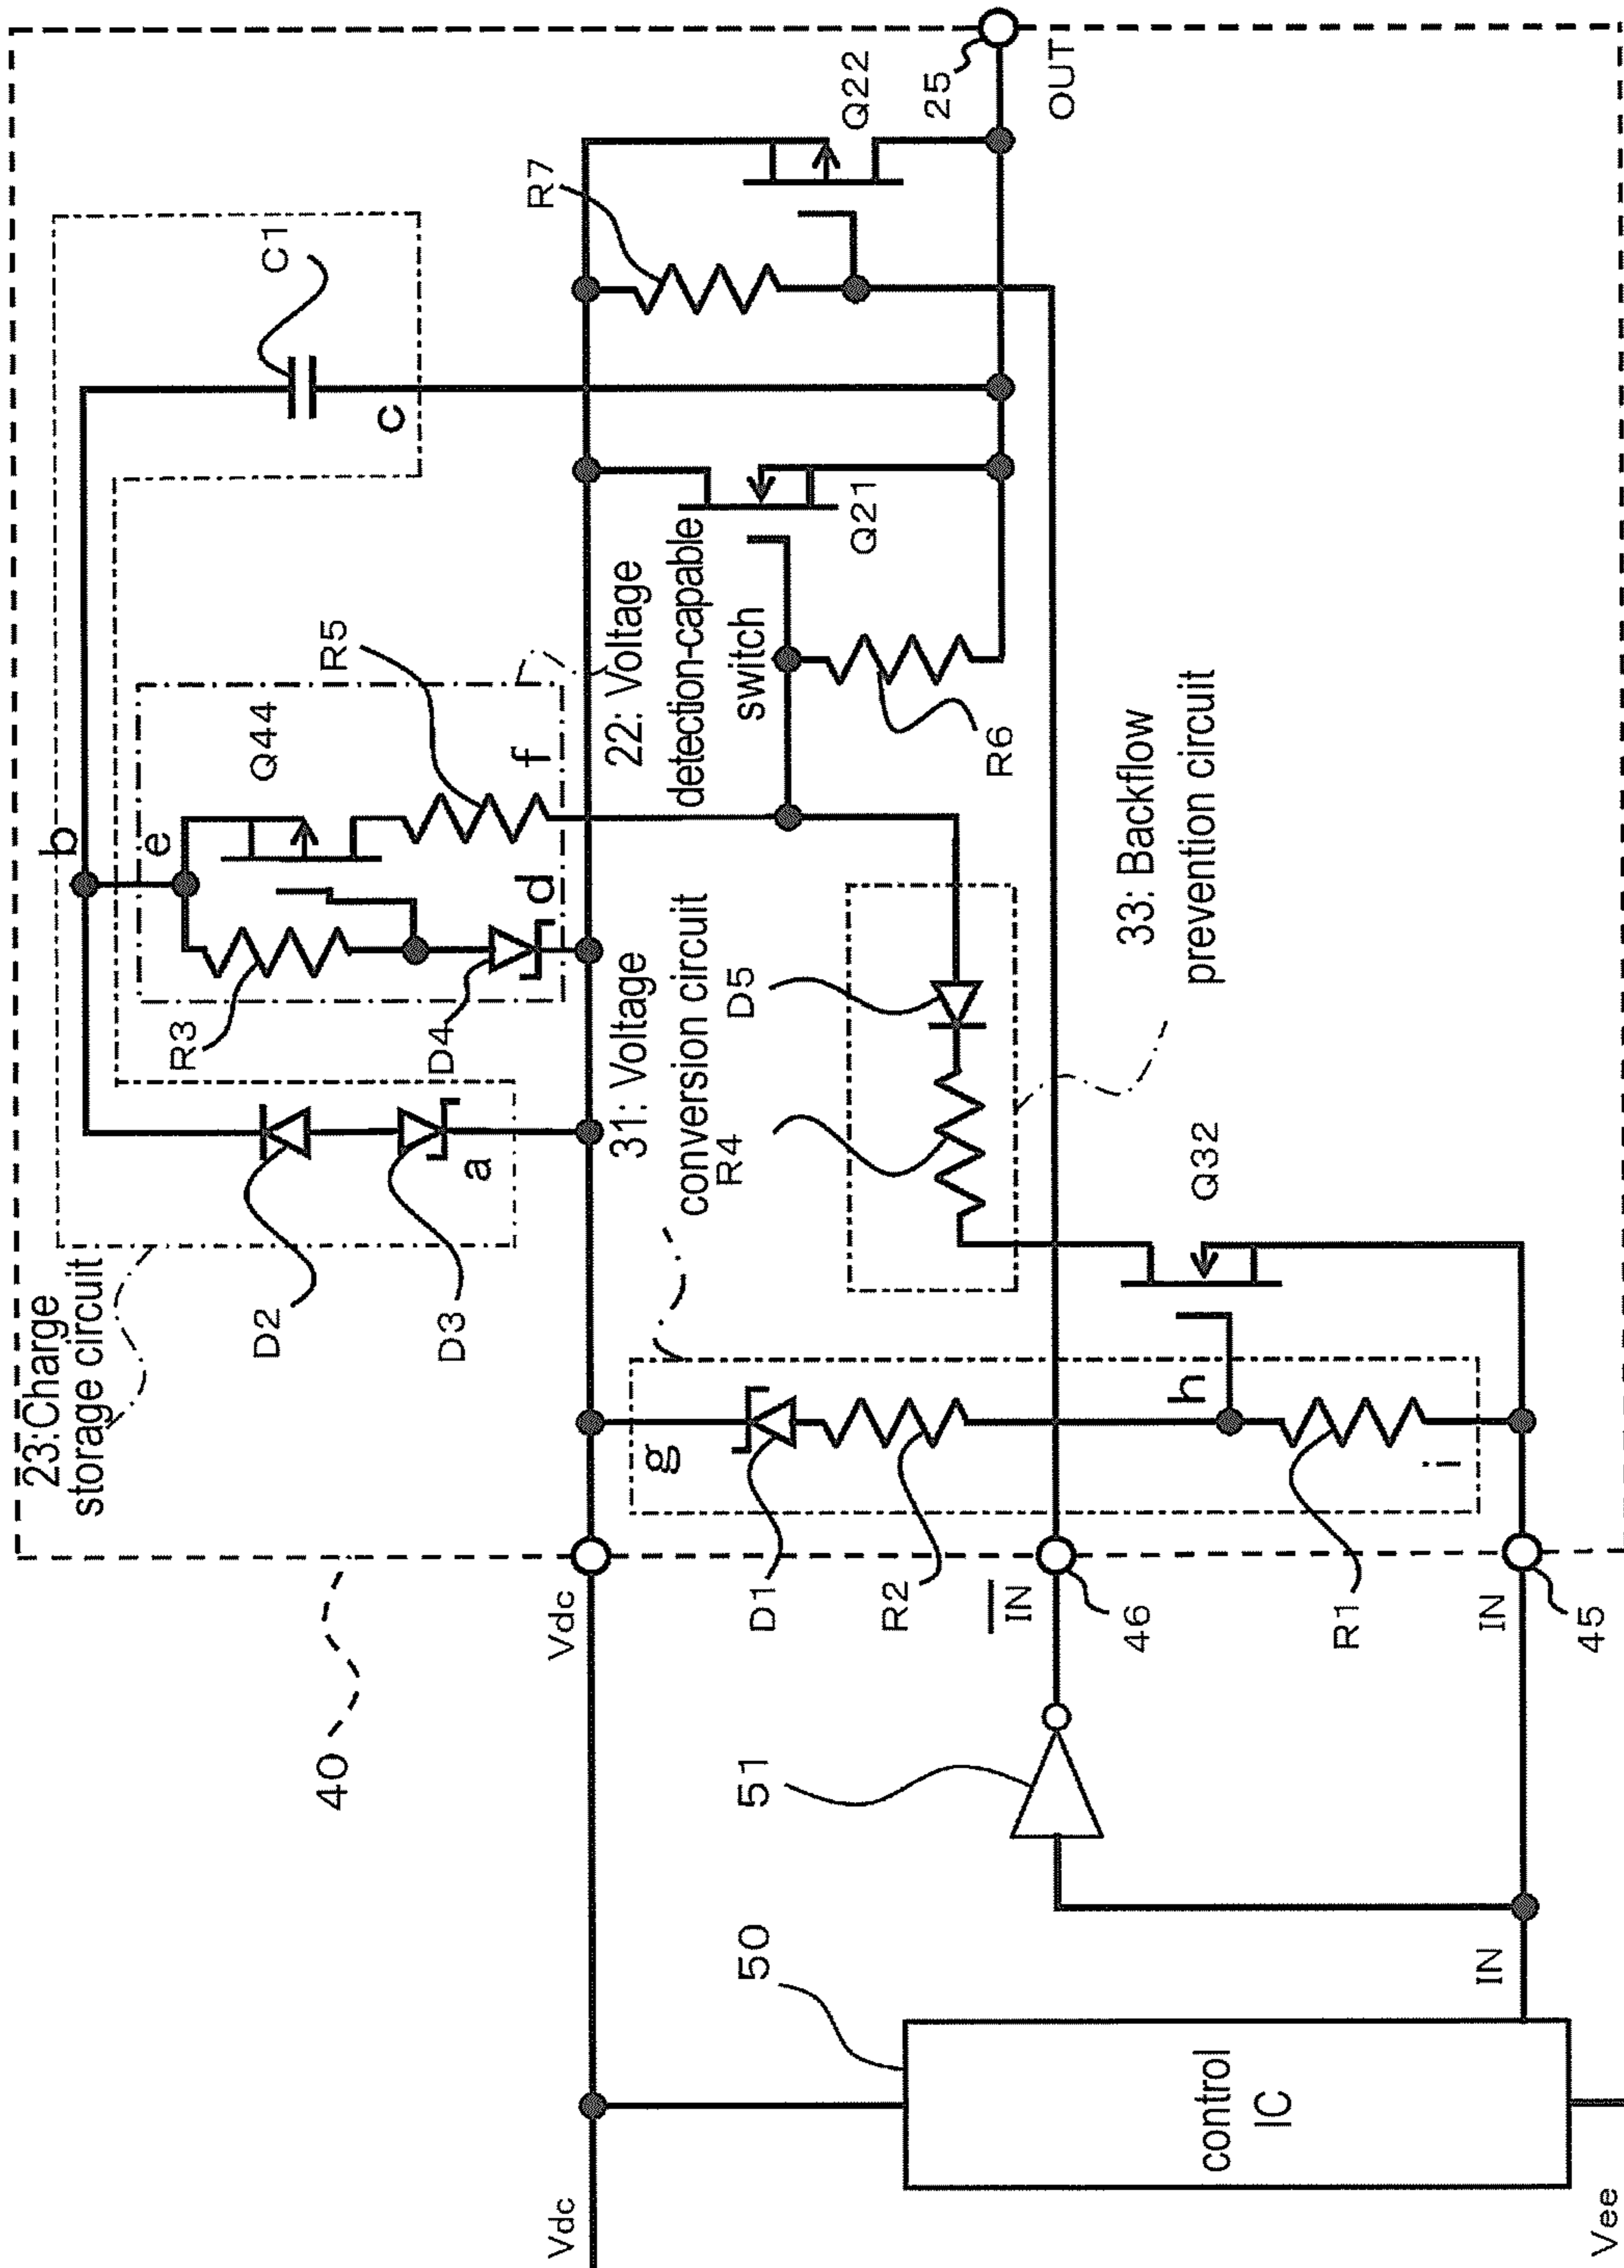 23:Charge
storage circuit
D2
D3
a
b
e
R3
D4
d
Q44
R5
f
C1
c
22: Voltage
detection-capable
switch
Q21
R6
R7
Q22
25
OUT
31: Voltage
conversion circuit
R4
D5
33: Backflow
prevention circuit
Q32
g
h
i
D1
R2
R1
40
Vdc
IN
46
IN
45
51
50
IN
control
IC
Vdc
Vee